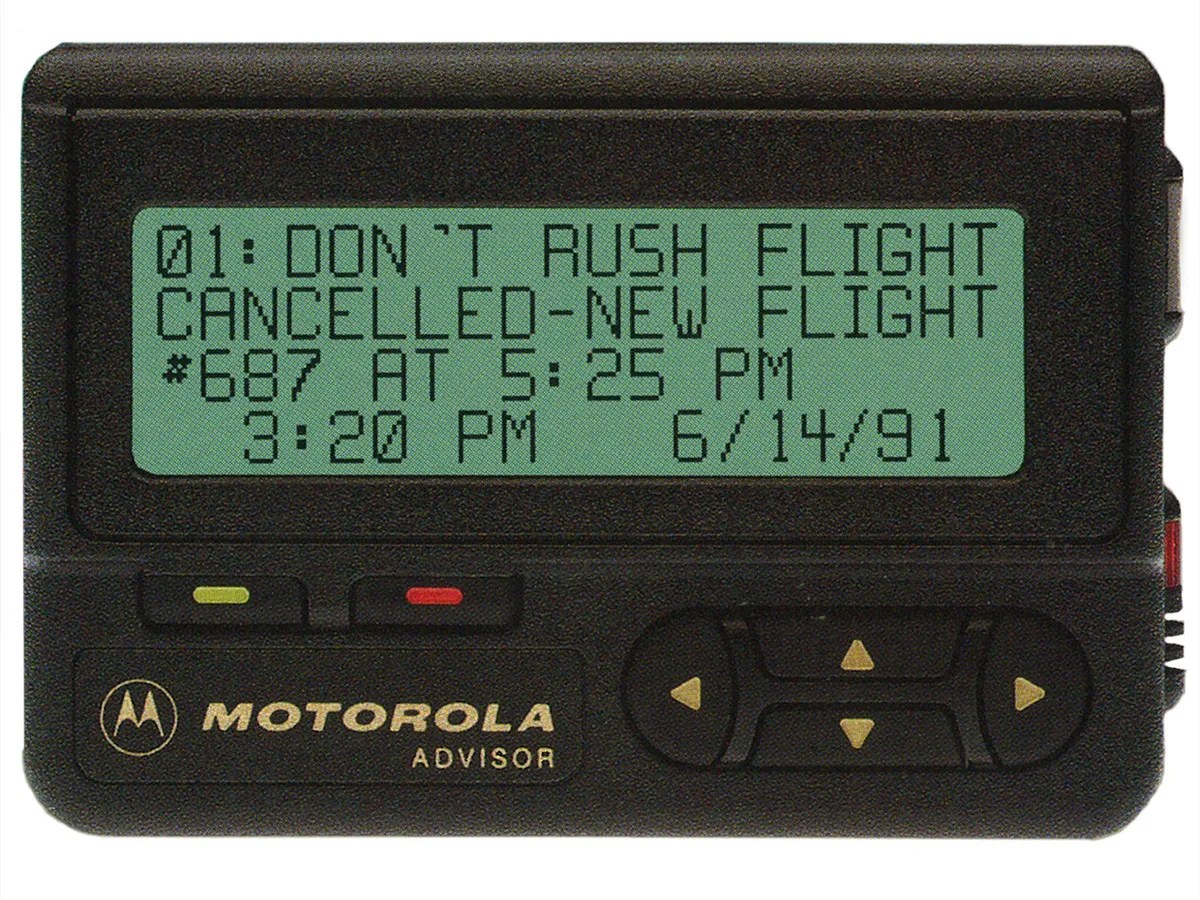 01: DON'T RUSH FLIGHT
CANCELLED-NEW FLIGHT
#687 AT 5:25 PM
3:20 PM 6/14/91
MOTOROLA
ADVISOR